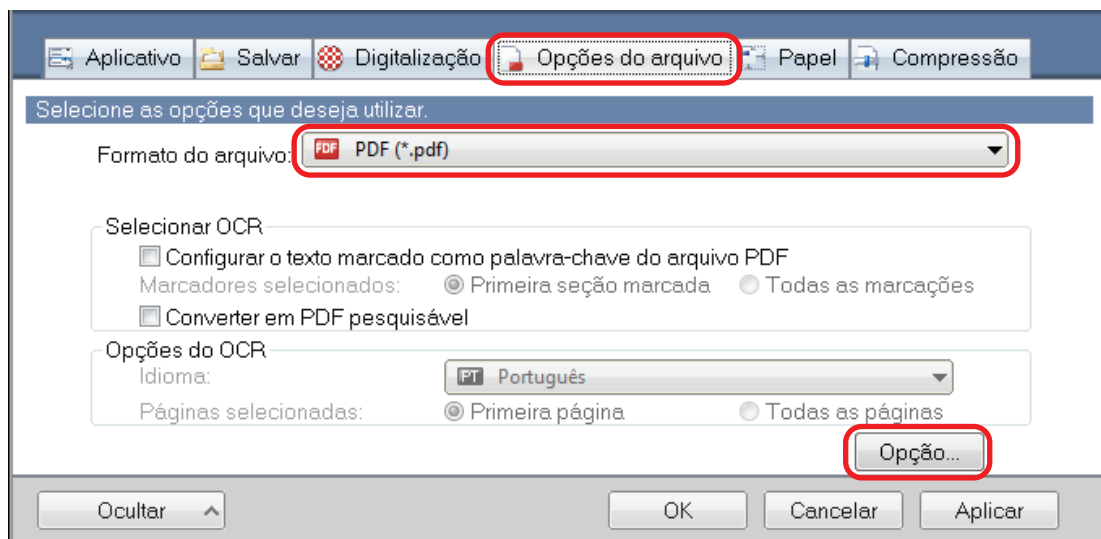 Aplicativo Salvar Digitalização Opções do arquivo Papel Compressão
Selecione as opções que deseja utilizar.
Formato do arquivo: FDF PDF (*.pdf)
Selecionar OCR
Configurar o texto marcado como palavra-chave do arquivo PDF
Marcadores selecionados: Primeira seção marcada Todas as marcações
Converter em PDF pesquisável
Opções do OCR
Idioma: PT Português
Páginas selecionadas: Primeira página Todas as páginas
Opção...
Ocultar OK Cancelar Aplicar